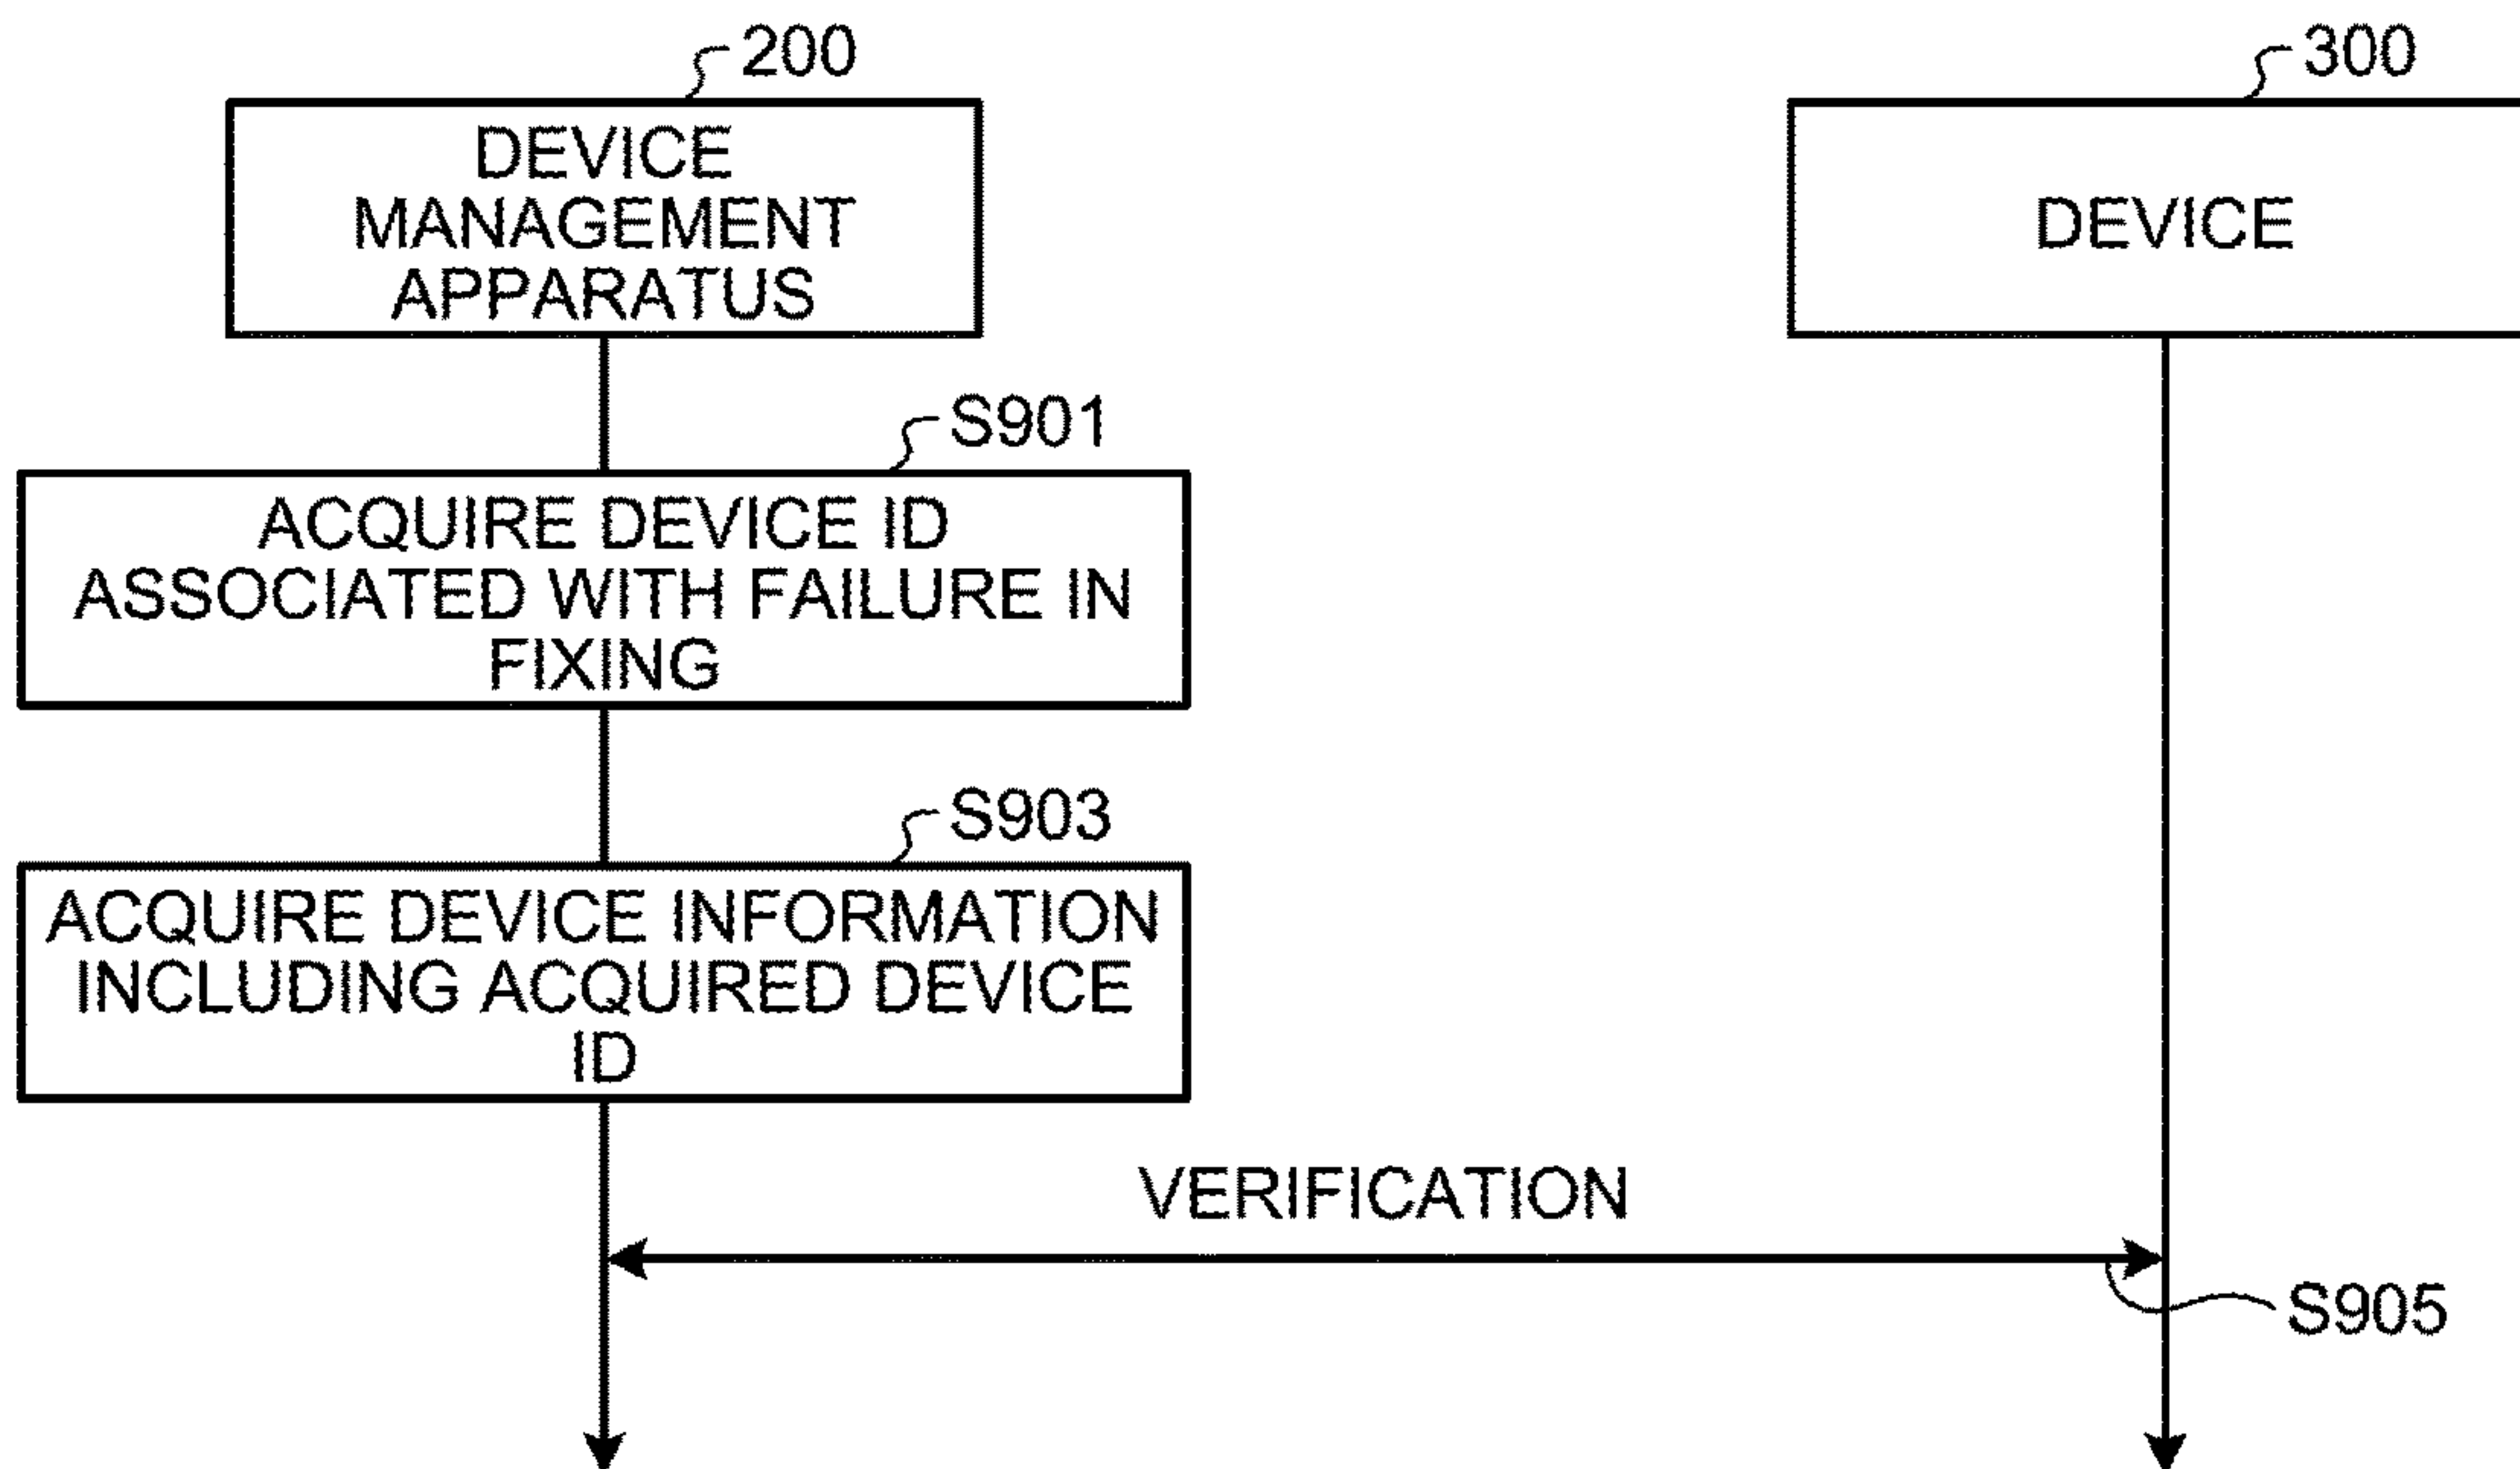 200
DEVICE
MANAGEMENT
APPARATUS
300
DEVICE
S901
ACQUIRE DEVICE ID
ASSOCIATED WITH FAILURE IN
FIXING
S903
ACQUIRE DEVICE INFORMATION
INCLUDING ACQUIRED DEVICE
ID
VERIFICATION
S905